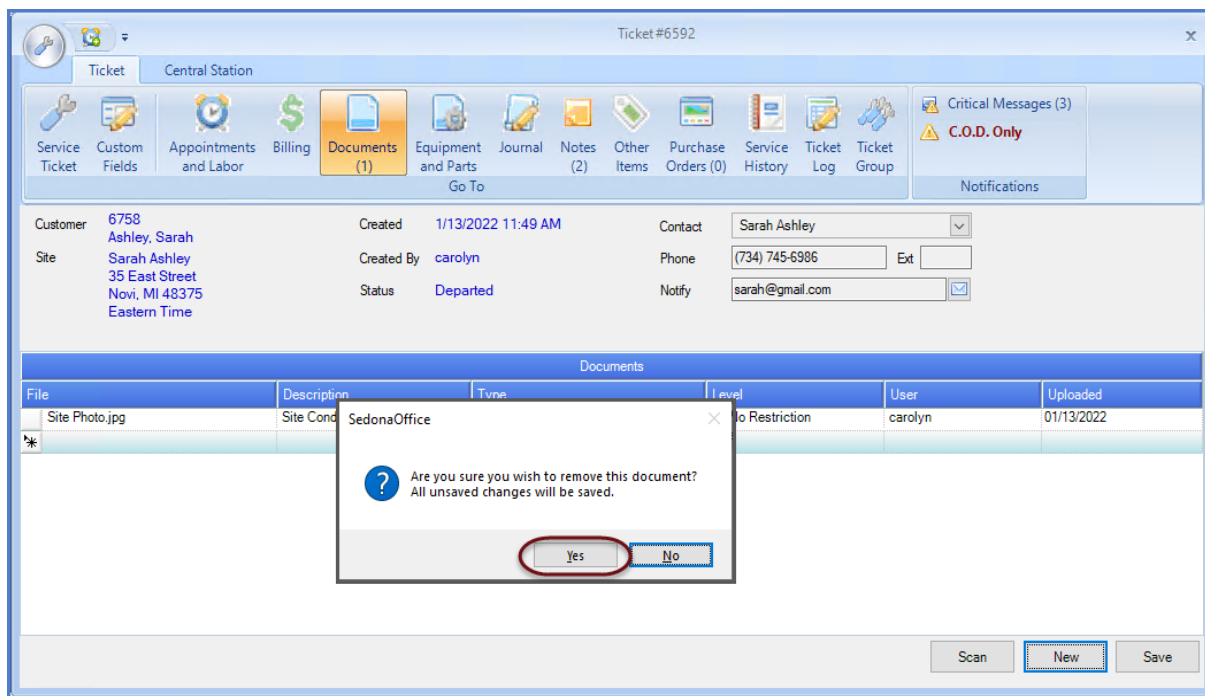 Ticket #6592
x
Ticket Central Station
Service Ticket
Custom Fields
Appointments and Labor
Billing
Documents (1)
Equipment and Parts
Journal
Notes (2)
Other Items
Purchase Orders (0)
Service History
Ticket Log
Ticket Group
Go To
Critical Messages (3)
C.O.D. Only
Notifications
Customer 6758
Ashley, Sarah
Site Sarah Ashley
35 East Street
Novi, MI 48375
Eastern Time
Created 1/13/2022 11:49 AM
Created By carolyn
Status Departed
Contact Sarah Ashley
Phone (734) 745-6986 Ext
Notify sarah@gmail.com
Documents
File Description Type Level User Uploaded
Site Photo.jpg Site Cond Restriction carolyn 01/13/2022
SedonaOffice
Are you sure you wish to remove this document?
All unsaved changes will be saved.
Yes No
Scan New Save